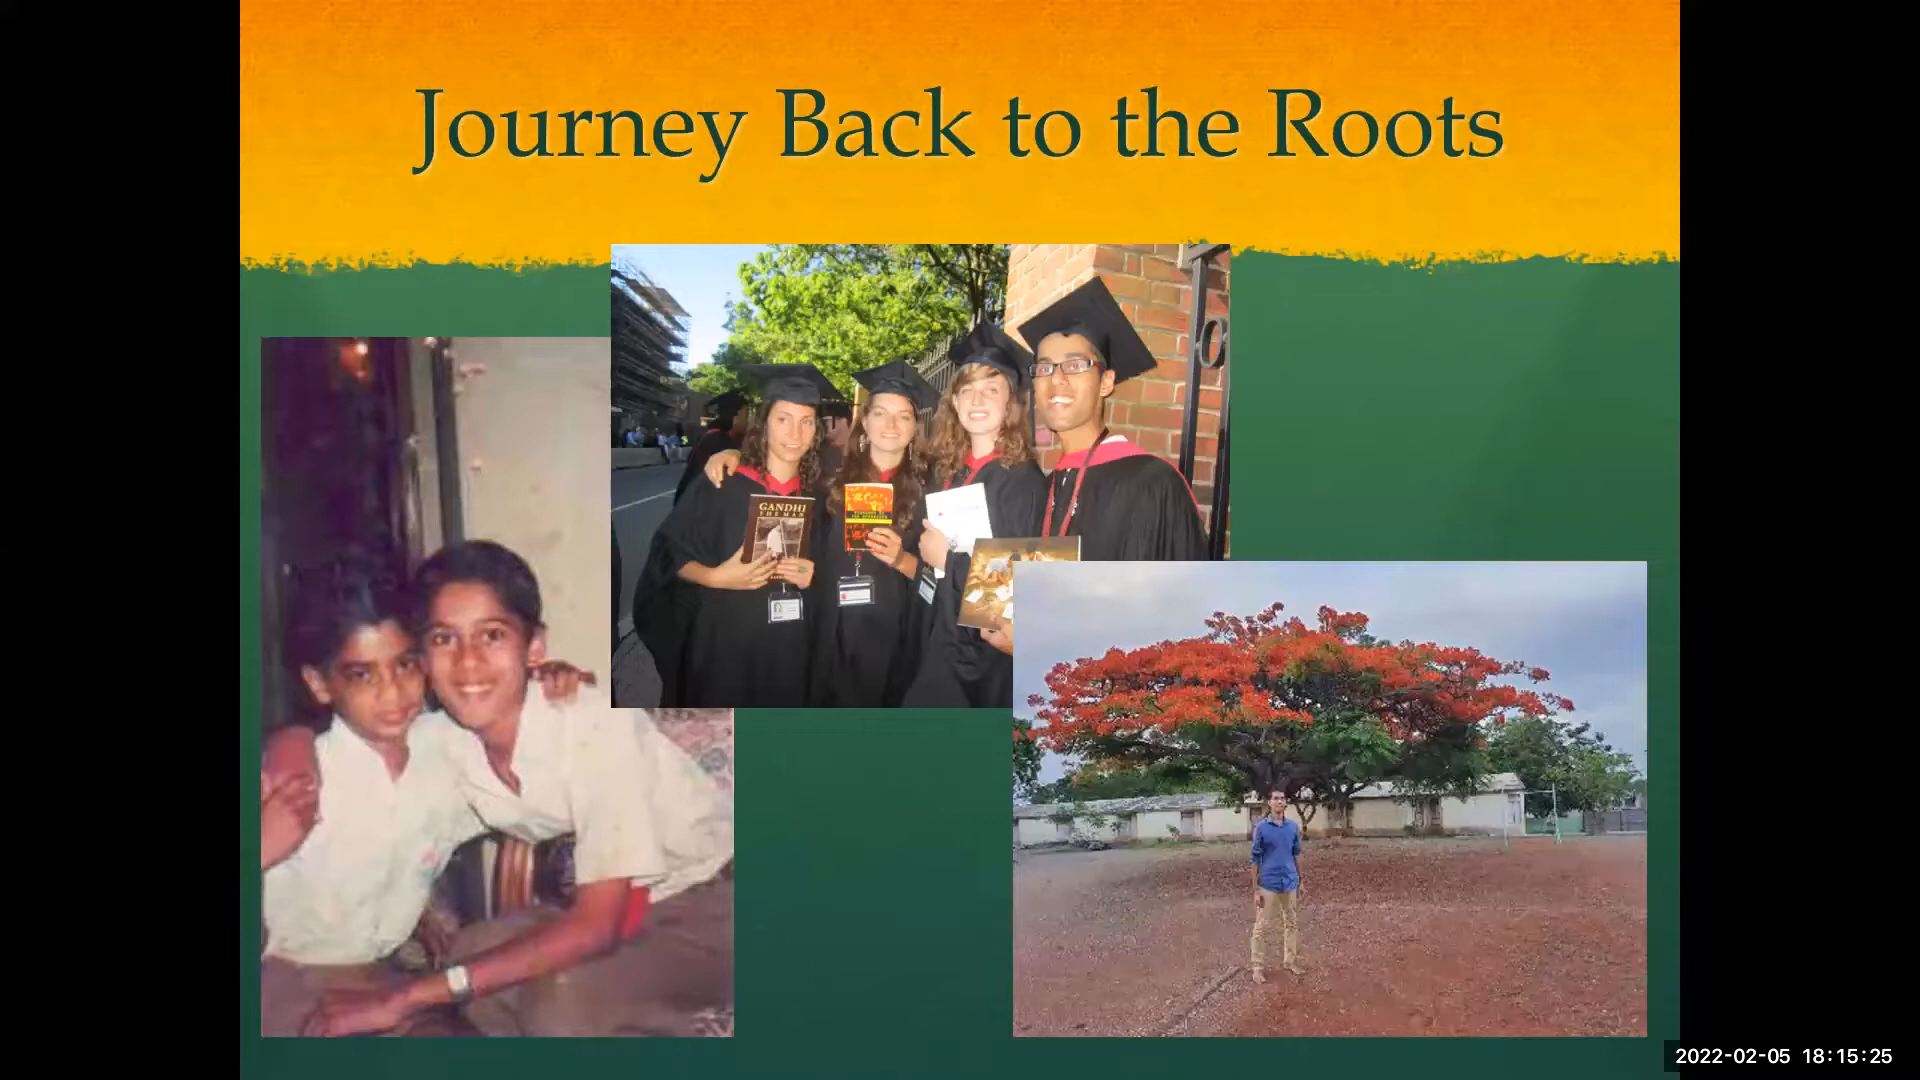 Journey Back to the Roots
GANDHI
THE MAN
2022-02-05 18:15:25